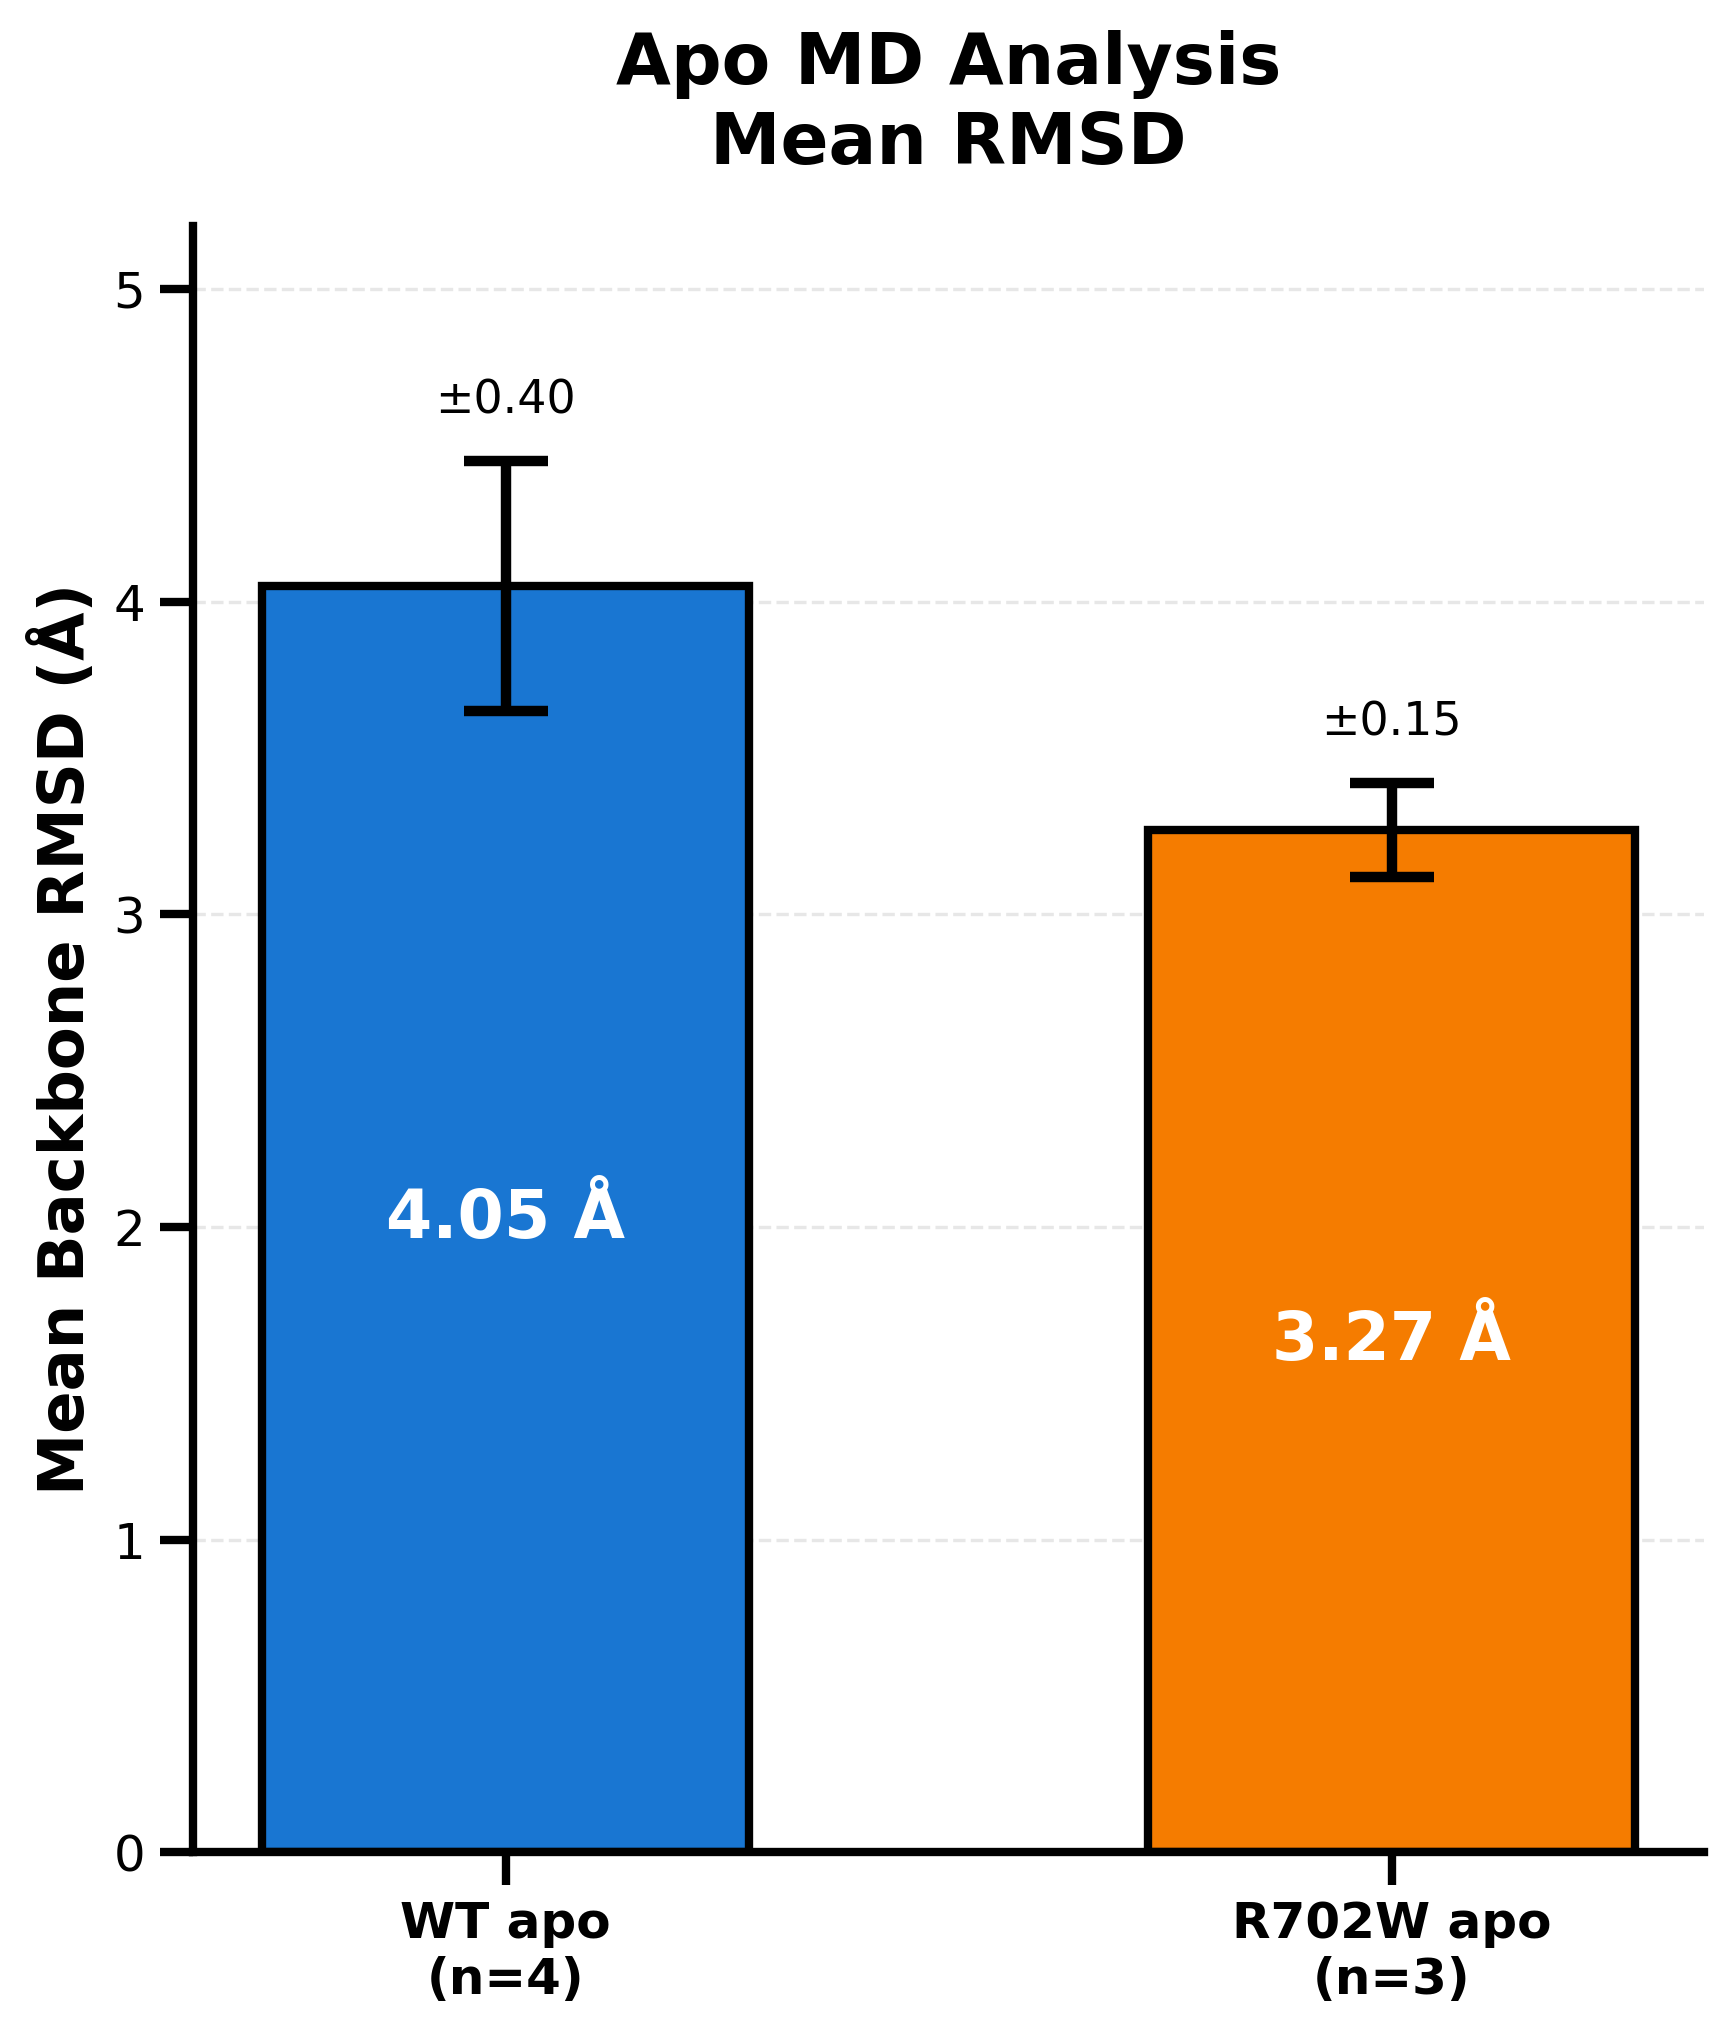 Apo MD Analysis
Mean RMSD
Mean Backbone RMSD (Å)
5
4
3
2
1
0
±0.40
±0.15
4.05 Å
3.27 Å
WT apo
(n=4)
R702W apo
(n=3)